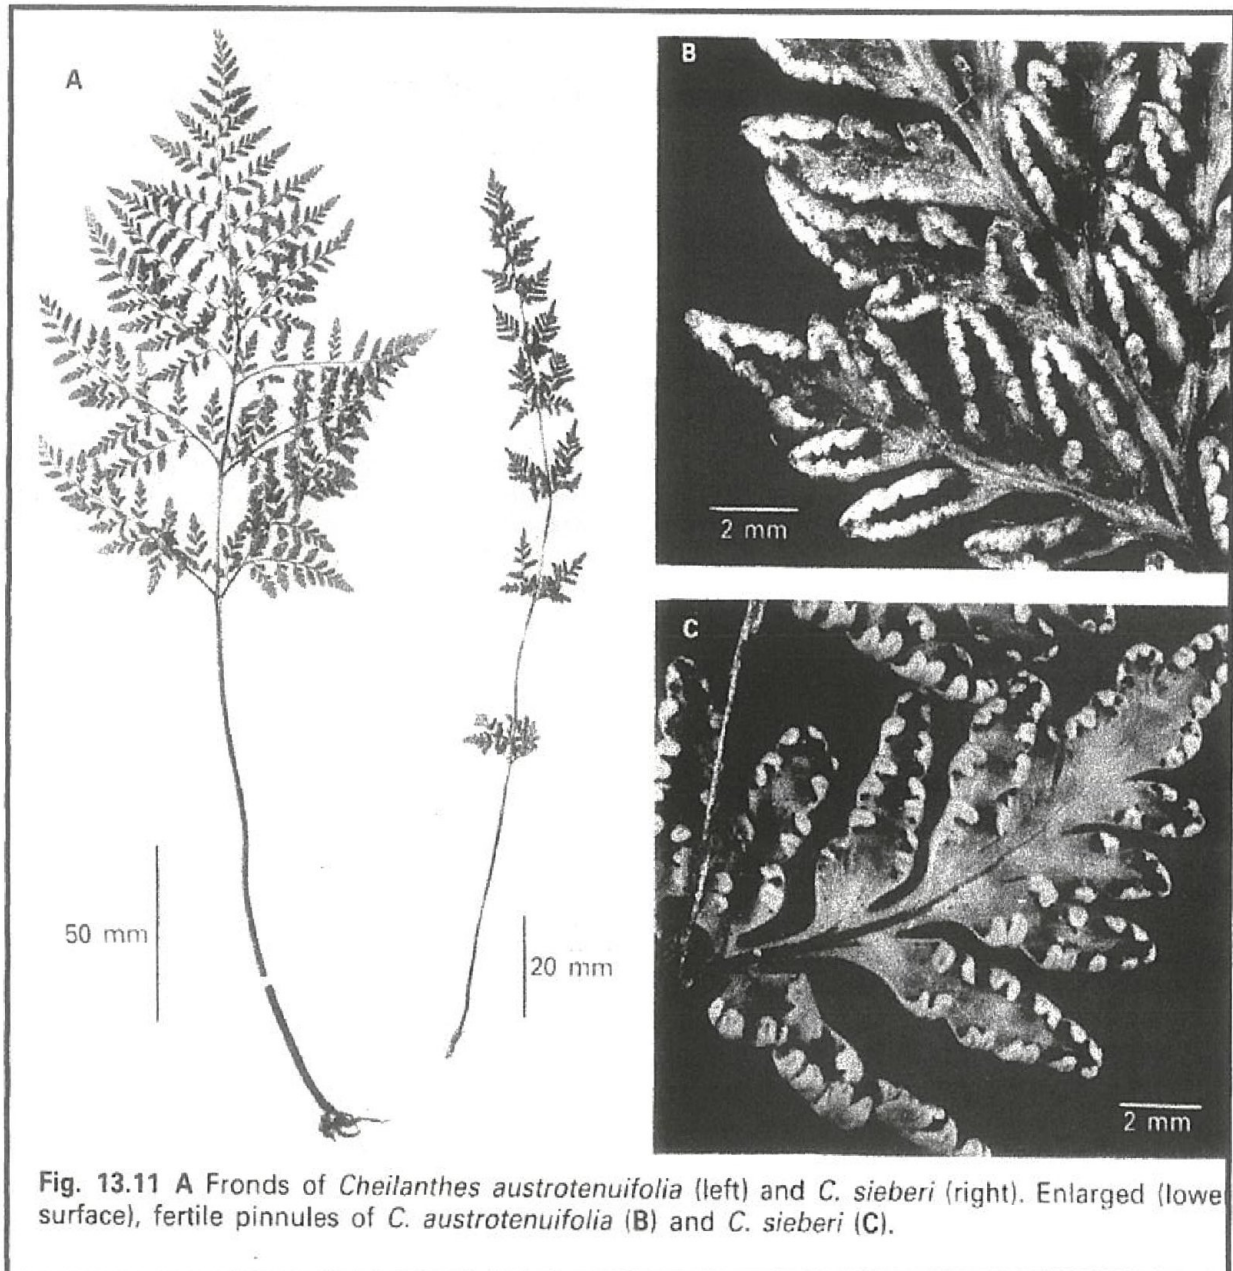 A
B
50 mm
20 mm
2 mm
C
2 mm
Fig. 13.11 A Fronds of Cheilanthes austrotenuifolia (left) and C. sieberi (right). Enlarged (lowe
surface), fertile pinnules of C. austrotenuifolia (B) and C. sieberi (C).